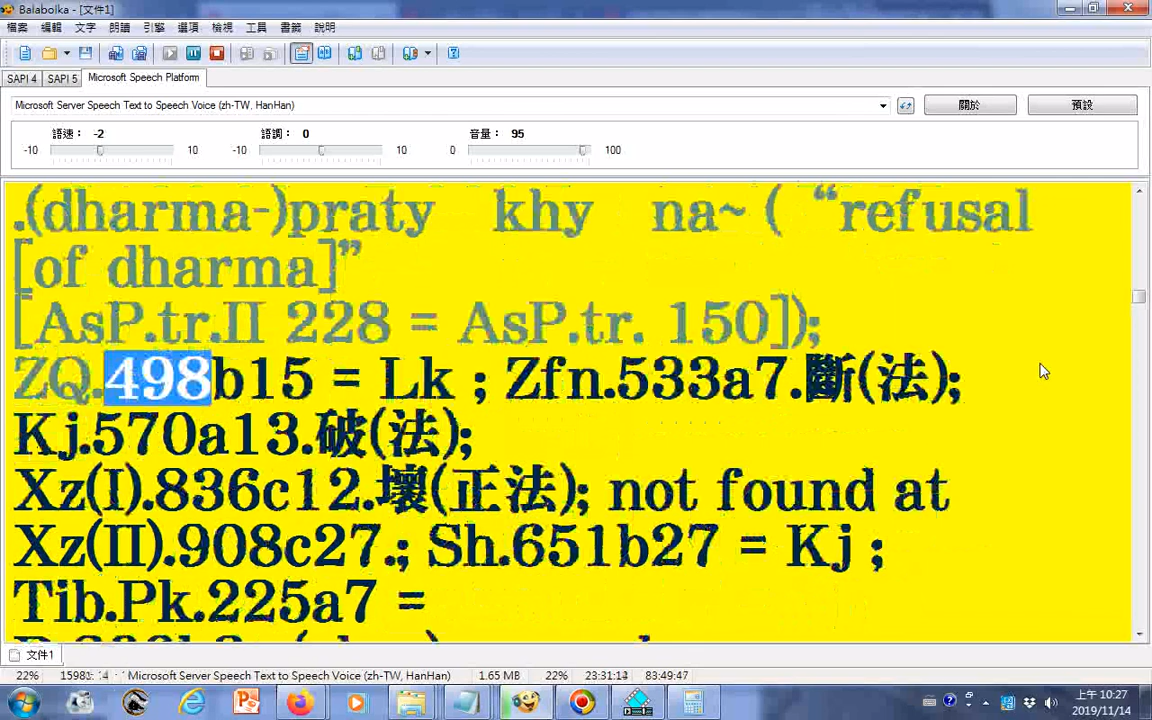 Balabolka - [文件1]
檔案 編輯 文字 朗讀 引擎 選項 檢視 工具 書籤 說明
SAPI 4 SAPI 5 Microsoft Speech Platform
Microsoft Server Speech Text to Speech Voice (zh-TW, HanHan)
關於 預設
語速： -2 語調： 0 音量： 95
-10 10 -10 10 0 100
.(dharma-)praty khy na~ ( “refusal
[of dharma]”
[AsP.tr.II 228 = AsP.tr. 150]);
ZQ.498b15 = Lk ; Zfn.533a7.斷(法);
Kj.570a13.破(法);
Xz(I).836c12.壞(正法); not found at
Xz(II).908c27.; Sh.651b27 = Kj ;
Tib.Pk.225a7 =
文件1
22% Microsoft Server Speech Text to Speech Voice (zh-TW, HanHan) 1.65 MB 22% 23:31:13 83:49:47
上午 10:27
2019/11/14